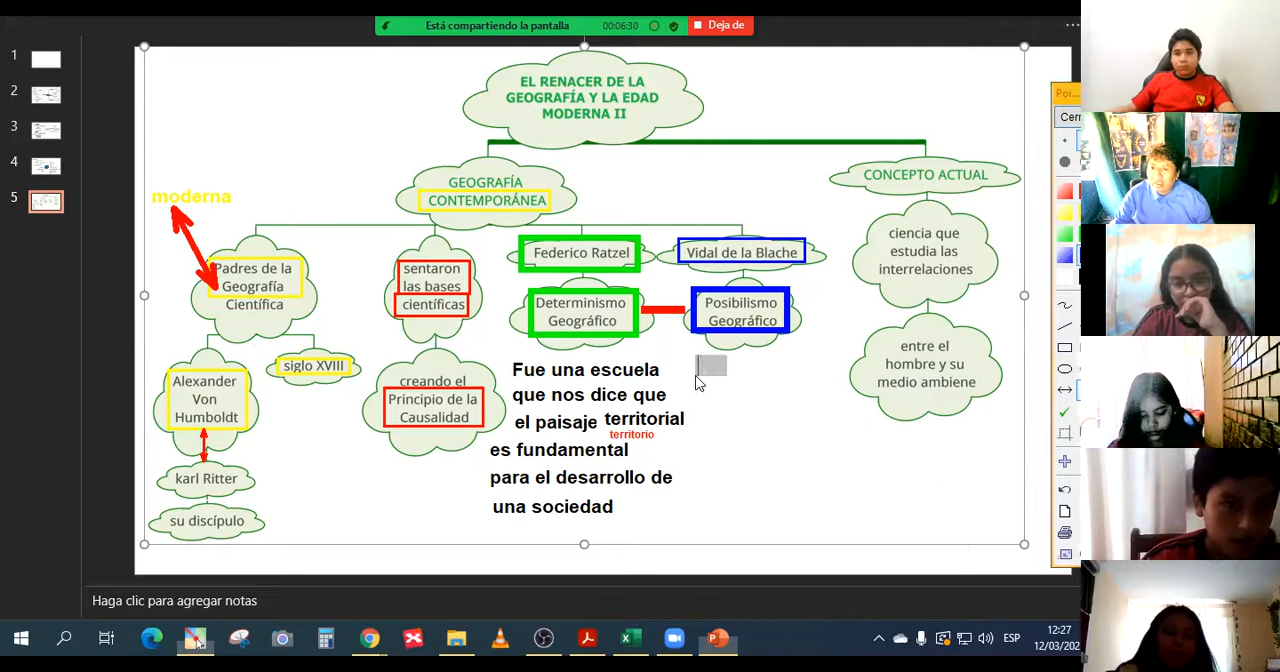 Está compartiendo la pantalla
00:06:30
Deja de
1
2
3
4
5
EL RENACER DE LA
GEOGRAFÍA Y LA EDAD
MODERNA II
GEOGRAFÍA
CONTEMPORÁNEA
CONCEPTO ACTUAL
moderna
Padres de la
Geografía
Científica
sentaron
las bases
científicas
Federico Ratzel
Vidal de la Blache
ciencia que
estudia las
interrelaciones
Determinismo
Geográfico
Posibilismo
Geográfico
siglo XVIII
Alexander
Von
Humboldt
creando el
Principio de la
Causalidad
entre el
hombre y su
medio ambiene
Fue una escuela
que nos dice que
el paisaje territorial
territorio
es fundamental
para el desarrollo de
una sociedad
karl Ritter
su discípulo
Poi...
Cerr
Haga clic para agregar notas
ESP
12:27
12/03/202